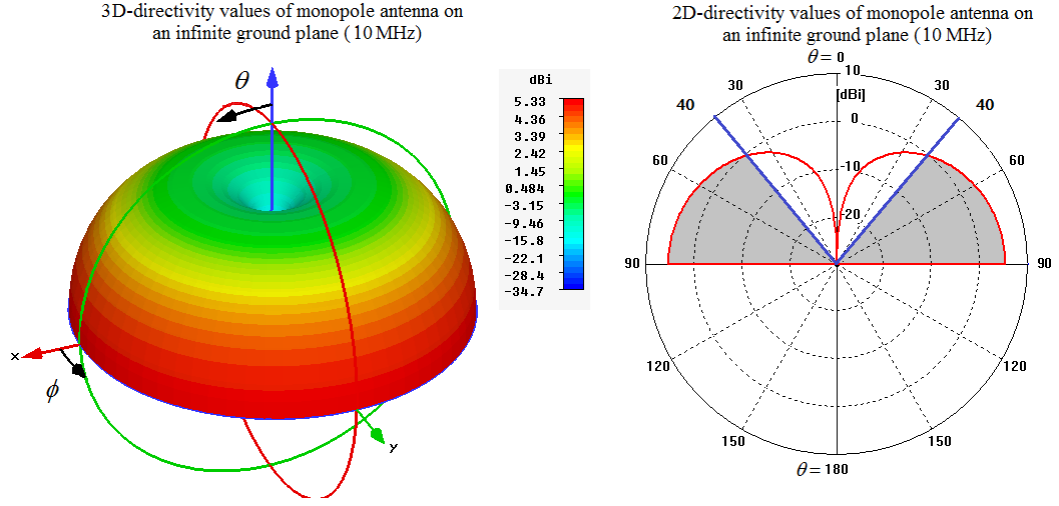 3D-directivity values of monopole antenna on
an infinite ground plane (10 MHz)
θ
x
ϕ
y
dBi
5.33
4.36
3.39
2.42
1.45
0.484
-3.15
-9.46
-15.8
-22.1
-28.4
-34.7
2D-directivity values of monopole antenna on
an infinite ground plane (10 MHz)
θ = 0
10
[dBi]
30
30
40
40
0
60
60
-10
-20
90
90
120
120
150
150
θ = 180